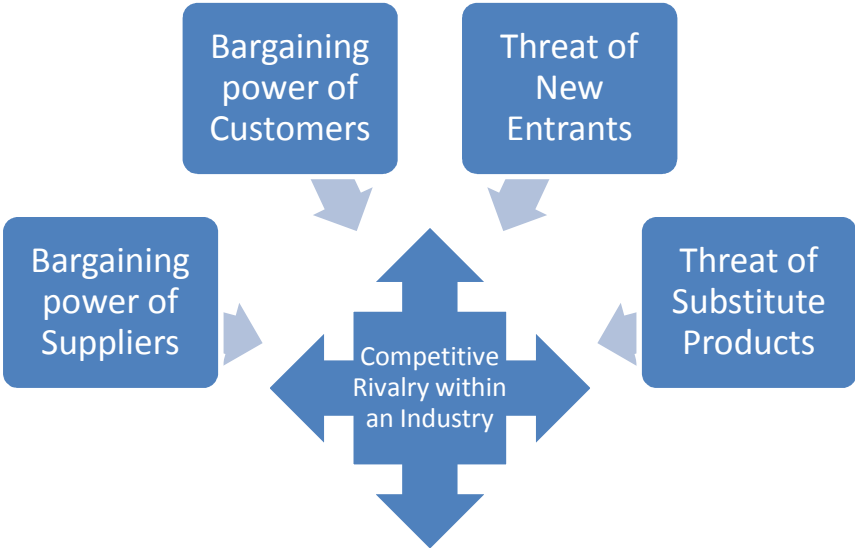 Bargaining
power of
Customers
Threat of
New
Entrants
Bargaining
power of
Suppliers
Threat of
Substitute
Products
Competitive
Rivalry within
an Industry